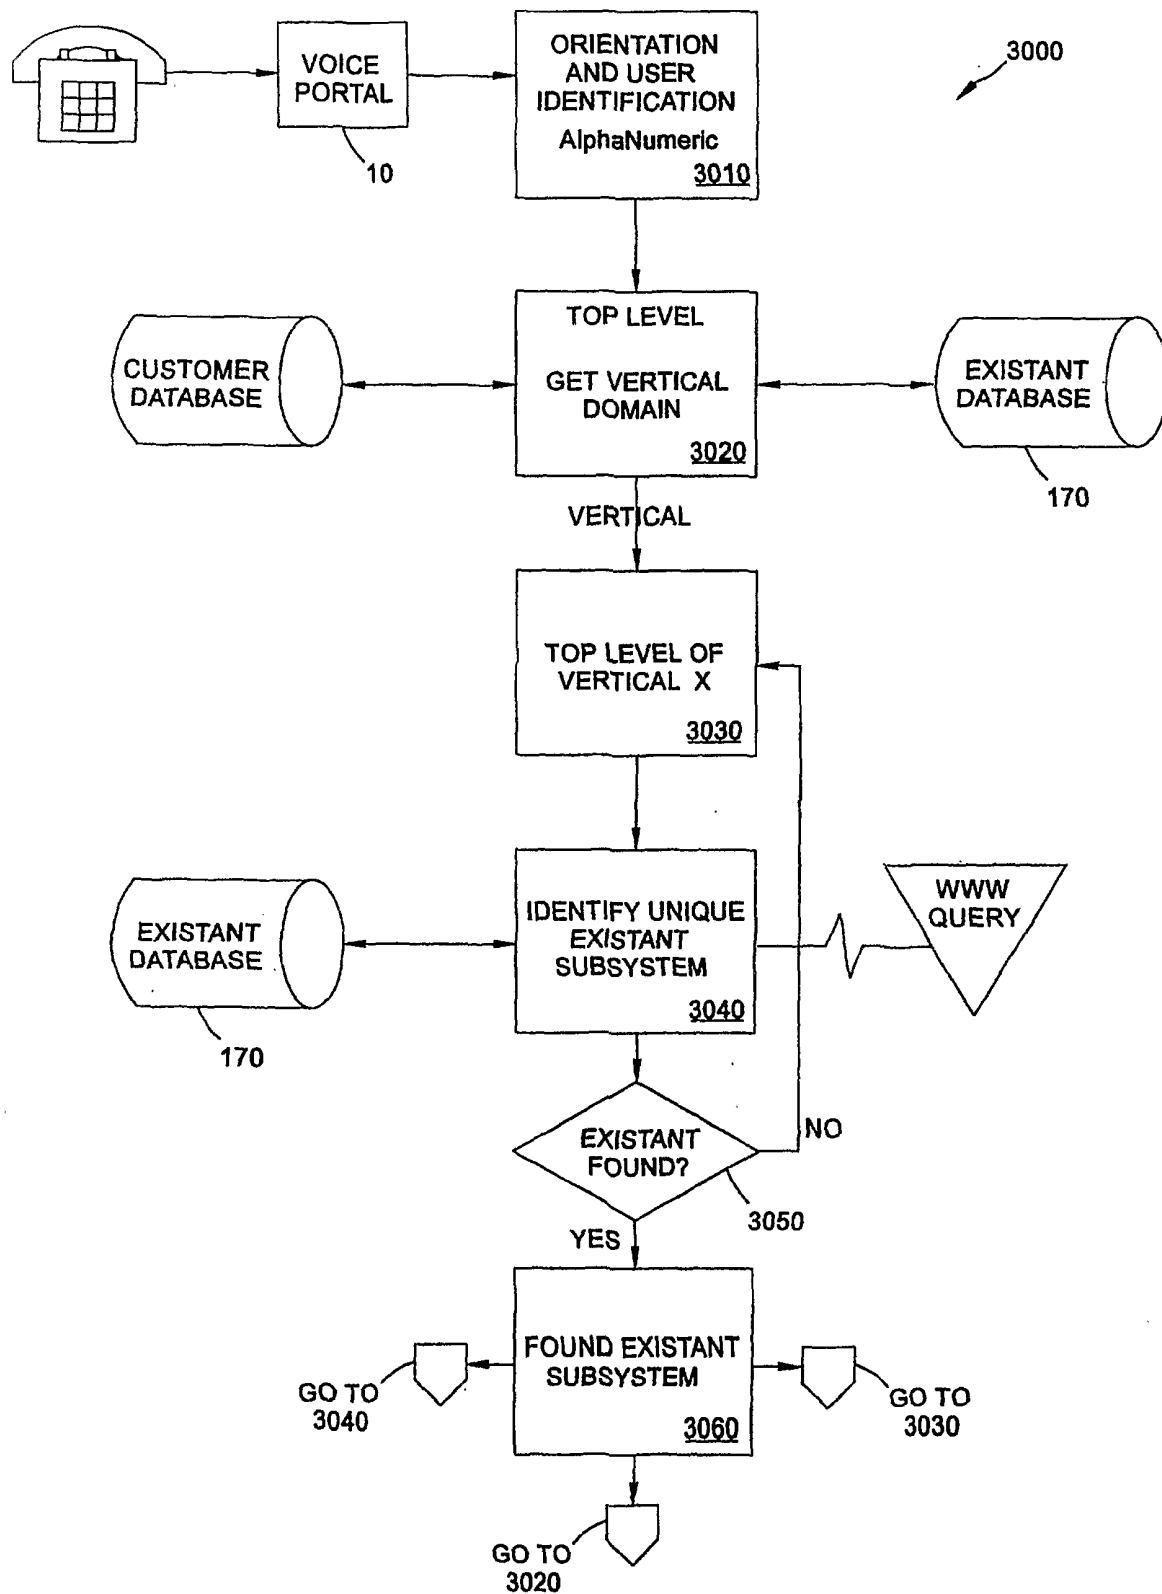 VOICE
PORTAL
10
ORIENTATION
AND USER
IDENTIFICATION
AlphaNumeric
3010
3000
CUSTOMER
DATABASE
TOP LEVEL
GET VERTICAL
DOMAIN
3020
EXISTANT
DATABASE
170
VERTICAL
TOP LEVEL OF
VERTICAL X
3030
EXISTANT
DATABASE
170
IDENTIFY UNIQUE
EXISTANT
SUBSYSTEM
3040
WWW
QUERY
EXISTANT
FOUND?
NO
3050
YES
FOUND EXISTANT
SUBSYSTEM
3060
GO TO
3040
GO TO
3030
GO TO
3020